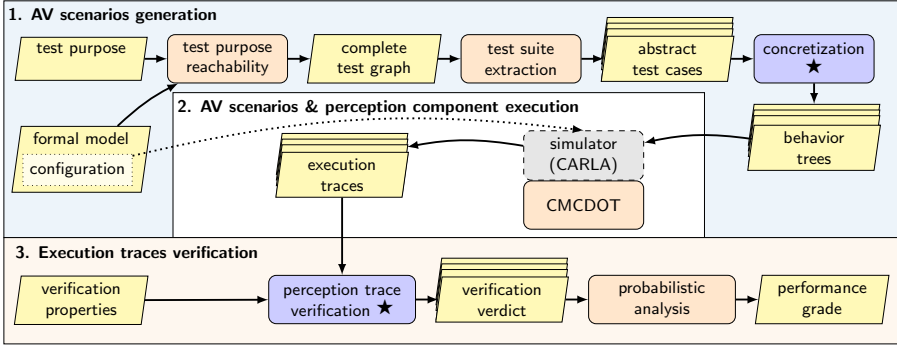 1. AV scenarios generation
test purpose
test purpose
reachability
complete
test graph
test suite
extraction
abstract
test cases
concretization
★
formal model
configuration
2. AV scenarios & perception component execution
execution
traces
simulator
(CARLA)
CMCDOT
behavior
trees
3. Execution traces verification
verification
properties
perception trace
verification ★
verification
verdict
probabilistic
analysis
performance
grade